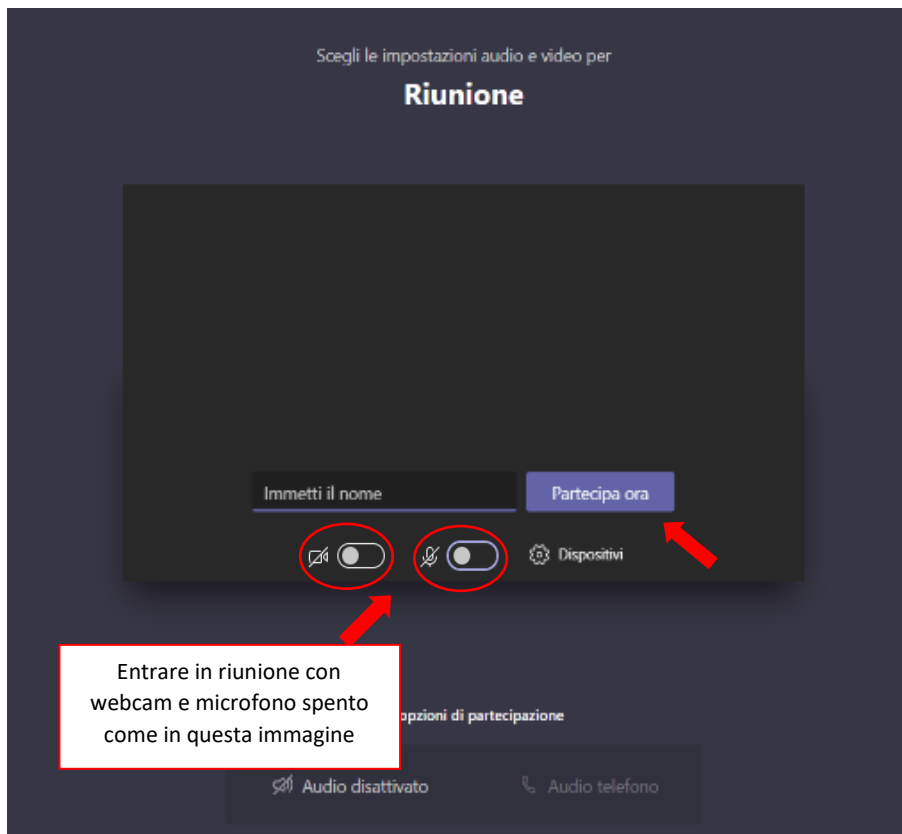 Scegli le impostazioni audio e video per
Riunione
Immetti il nome
Partecipa ora
Dispositivi
Entrare in riunione con
webcam e microfono spento
come in questa immagine
opzioni di partecipazione
Audio disattivato
Audio telefono